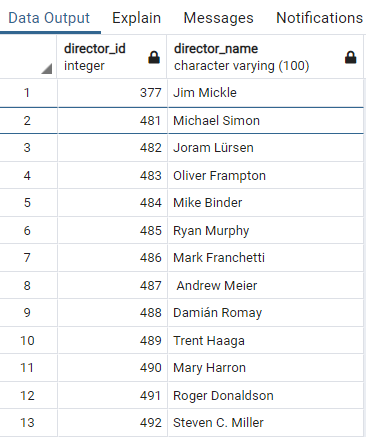 Data Output Explain Messages Notifications
director_id director_name
integer character varying (100)
1 377 Jim Mickle
2 481 Michael Simon
3 482 Joram Lürsen
4 483 Oliver Frampton
5 484 Mike Binder
6 485 Ryan Murphy
7 486 Mark Franchetti
8 487 Andrew Meier
9 488 Damián Romay
10 489 Trent Haaga
11 490 Mary Harron
12 491 Roger Donaldson
13 492 Steven C. Miller